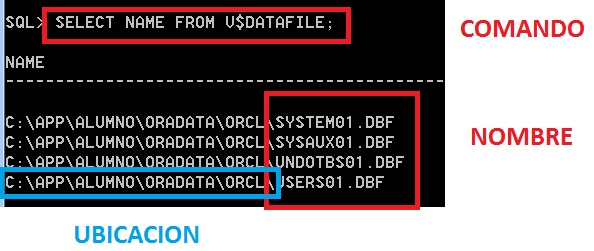 SQL> SELECT NAME FROM V$DATAFILE;
COMANDO
NAME
--------------------------------------------------------------------------------
C:\APP\ALUMNO\ORADATA\ORCL\SYSTEM01.DBF
C:\APP\ALUMNO\ORADATA\ORCL\SYSAUX01.DBF
NOMBRE
C:\APP\ALUMNO\ORADATA\ORCL\UNDOTBS01.DBF
C:\APP\ALUMNO\ORADATA\ORCL\USERS01.DBF
UBICACION